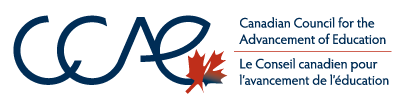 CCAE
Canadian Council for the
Advancement of Education
Le Conseil canadien pour
l'avancement de l'éducation